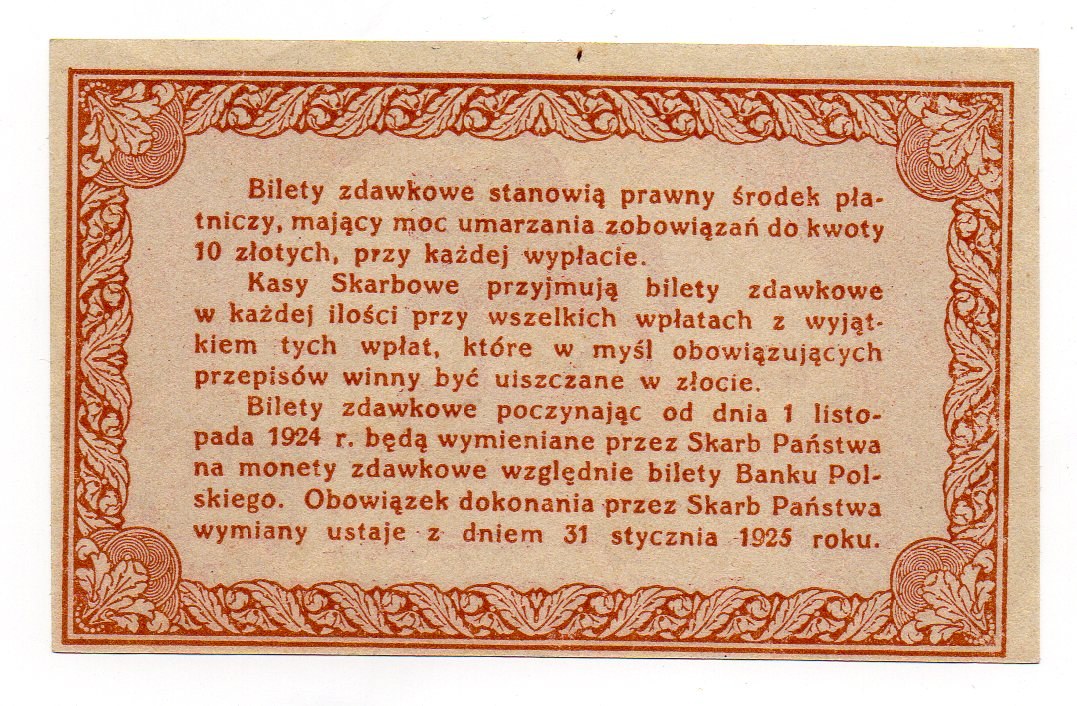 Bilety zdawkowe stanowią prawny środek pła-
tniczy, mający moc umarzania zobowiązań do kwoty
10 złotych, przy każdej wypłacie.
Kasy Skarbowe przyjmują bilety zdawkowe
w każdej ilości przy wszelkich wpłatach z wyjąt-
kiem tych wpłat, które w myśl obowiązujących
przepisów winny być uiszczane w złocie.
Bilety zdawkowe poczynając od dnia 1 listo-
pada 1924 r. będą wymieniane przez Skarb Państwa
na monety zdawkowe względnie bilety Banku Pol-
skiego. Obowiązek dokonania przez Skarb Państwa
wymiany ustaje z dniem 31 stycznia 1925 roku.